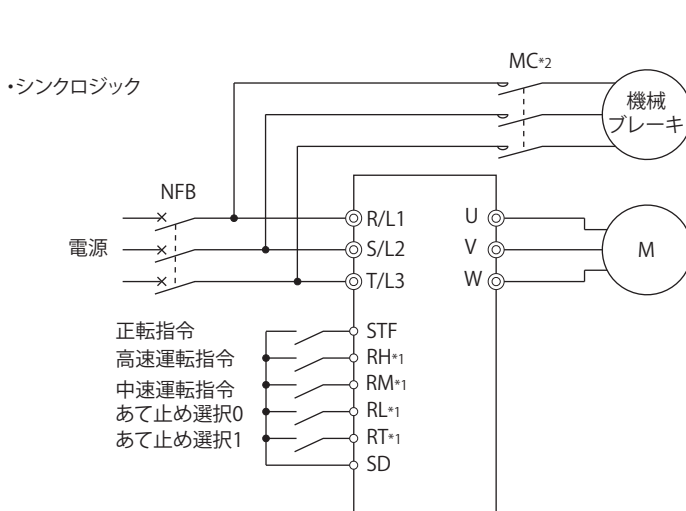 MC*2
・シンクロジック
機械
ブレーキ
NFB
R/L1
U
電源
S/L2
V
M
T/L3
W
正転指令
STF
高速運転指令
RH*1
中速運転指令
RM*1
あて止め選択0
RL*1
あて止め選択1
RT*1
SD